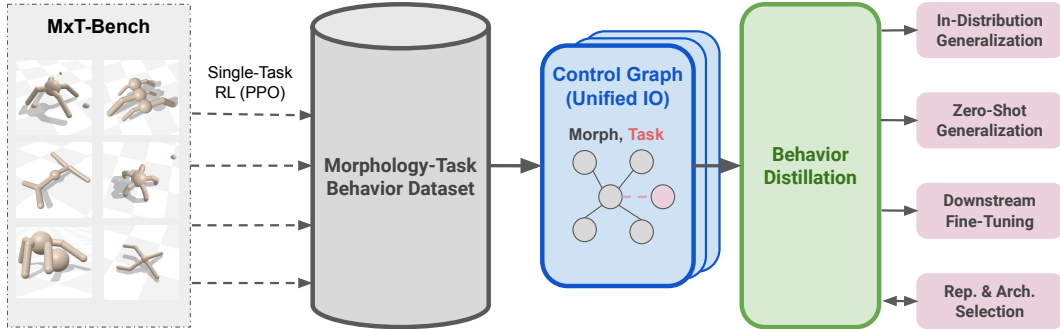 MxT-Bench
Single-Task
RL (PPO)
Morphology-Task
Behavior Dataset
Control Graph
(Unified IO)
Morph, Task
Behavior
Distillation
In-Distribution
Generalization
Zero-Shot
Generalization
Downstream
Fine-Tuning
Rep. & Arch.
Selection